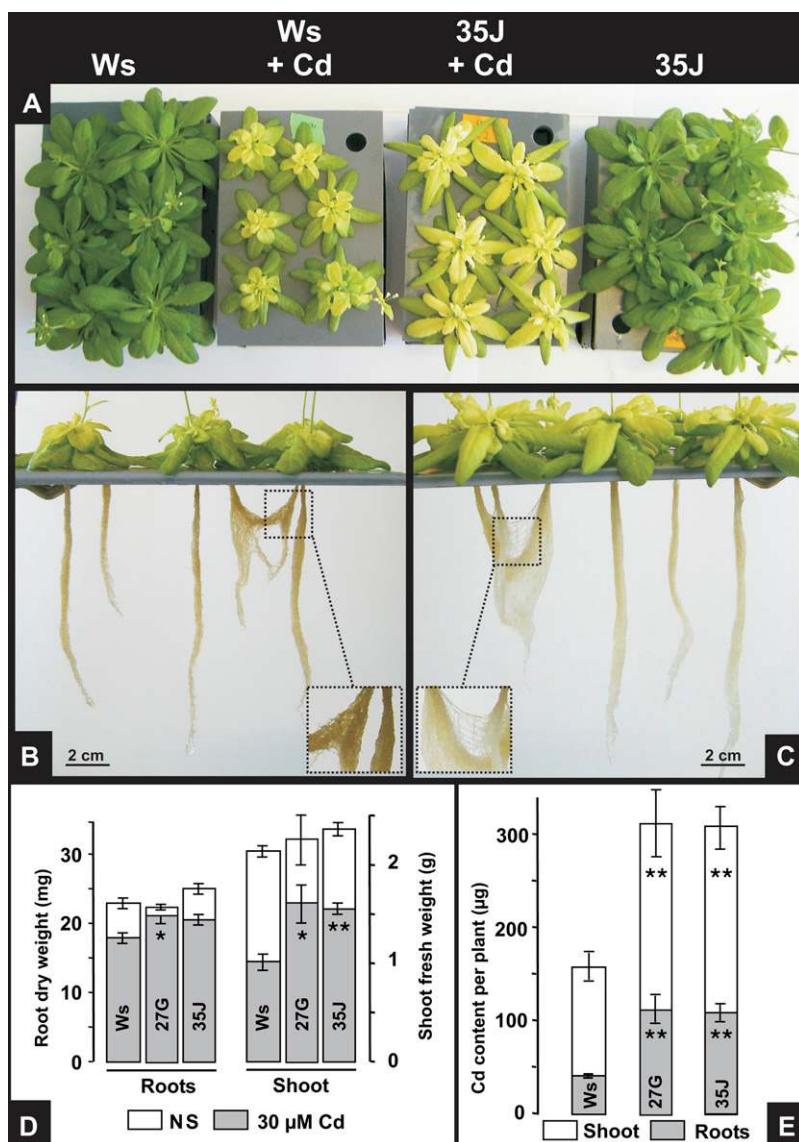 Ws
Ws + Cd
35J + Cd
35J
A
B
2 cm
C
2 cm
D
Root dry weight (mg)
30
20
10
0
Ws
27G
35J
*
Roots
Ws
27G
35J
*
**
Shoot
Shoot fresh weight (g)
2
1
0
NS
30 µM Cd
E
Cd content per plant (µg)
300
200
150
100
50
0
Ws
27G
35J
**
**
**
**
Shoot
Roots